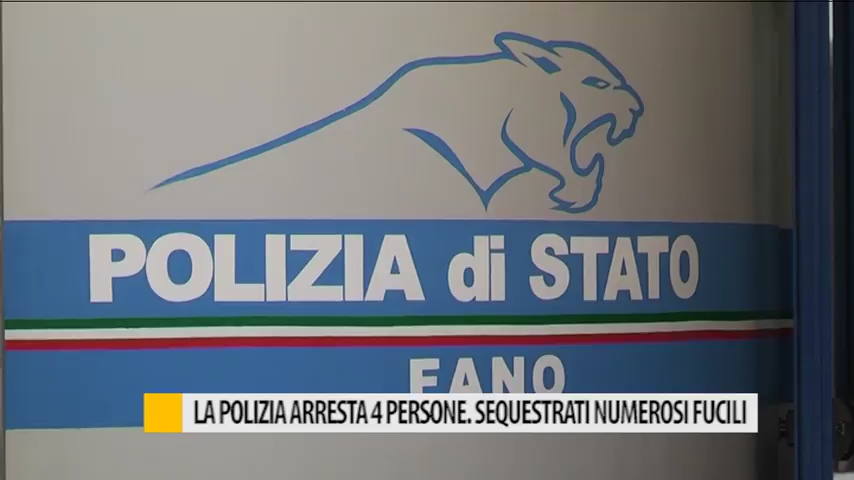 POLIZIA di STATO
FANO
LA POLIZIA ARRESTA 4 PERSONE. SEQUESTRATI NUMEROSI FUCILI